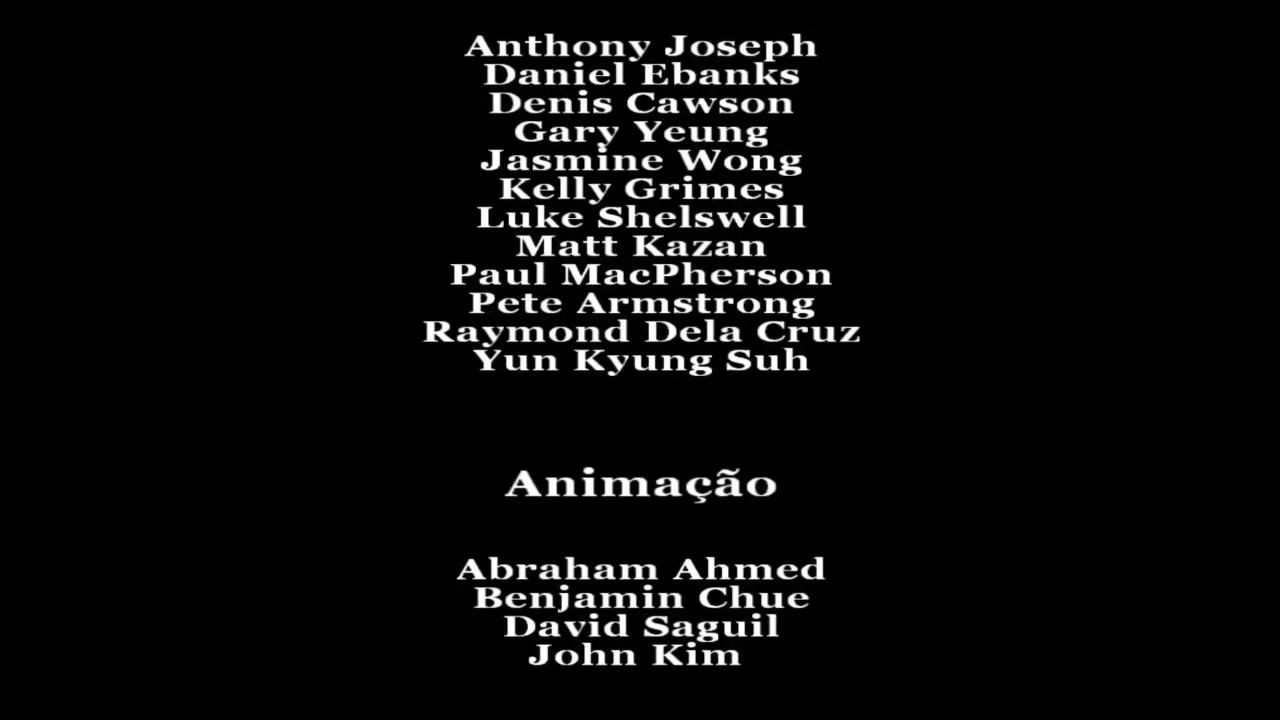 Anthony Joseph
Daniel Ebanks
Denis Cawson
Gary Yeung
Jasmine Wong
Kelly Grimes
Luke Shelswell
Matt Kazan
Paul MacPherson
Pete Armstrong
Raymond Dela Cruz
Yun Kyung Suh
Animação
Abraham Ahmed
Benjamin Chue
David Saguil
John Kim